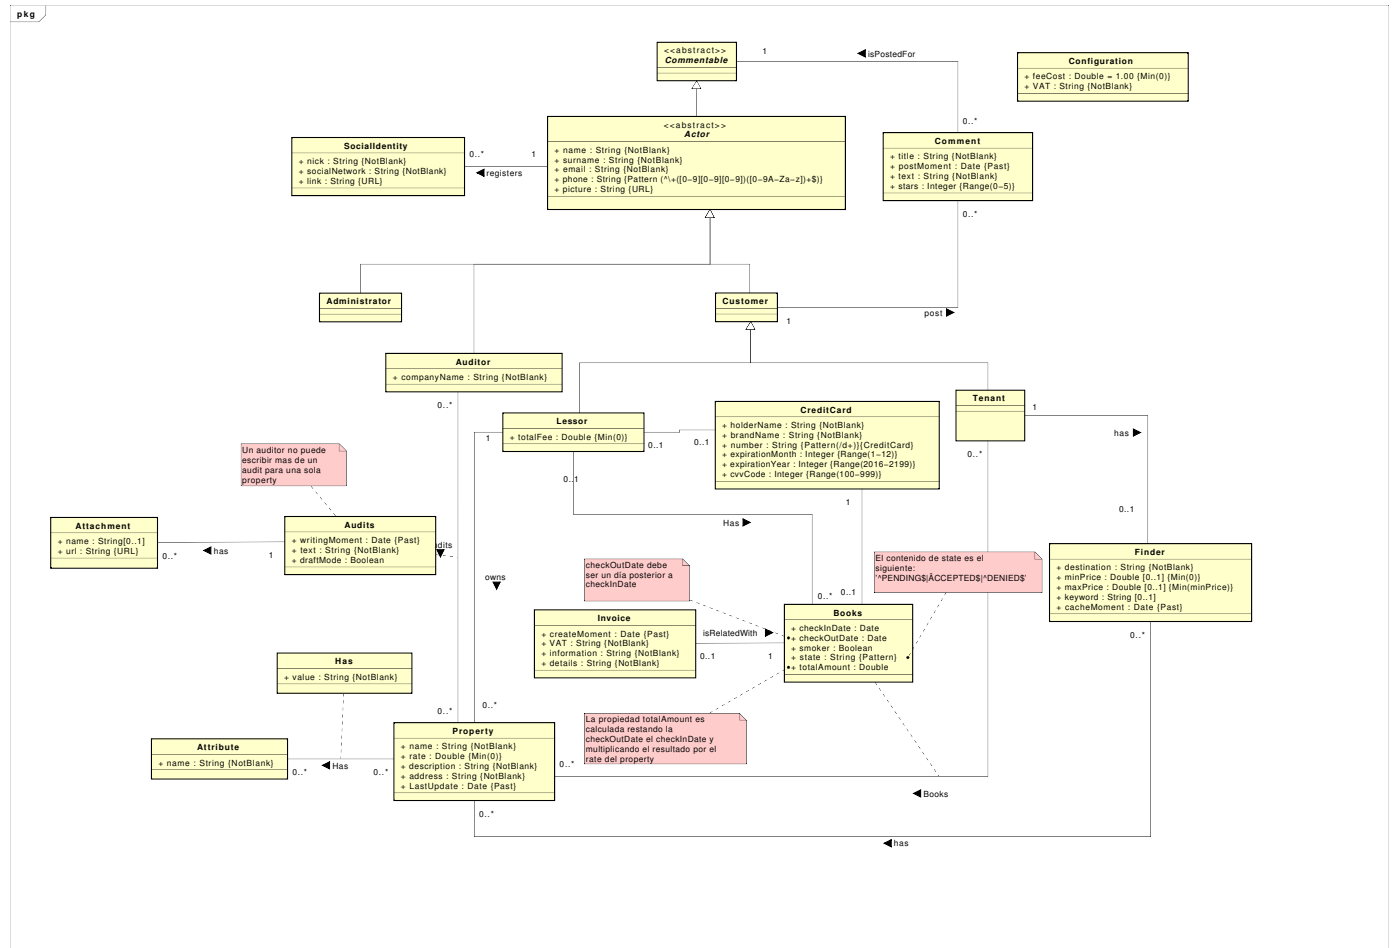 pkg
<<abstract>>
Commentable
1
isPostedFor
0..*
Configuration
+ feeCost : Double = 1.00 {Min(0)}
+ VAT : String {NotBlank}
SocialIdentity
+ nick : String {NotBlank}
+ socialNetwork : String {NotBlank}
+ link : String {URL}
0..*
1
registers
<<abstract>>
Actor
+ name : String {NotBlank}
+ surname : String {NotBlank}
+ email : String {NotBlank}
+ phone : String {Pattern (^\+([0-9][0-9][0-9])([0-9A-Za-z])+$)}
+ picture : String {URL}
Comment
+ title : String {NotBlank}
+ postMoment : Date {Past}
+ text : String {NotBlank}
+ stars : Integer {Range(0-5)}
0..*
Administrator
Customer
1
post
Auditor
+ companyName : String {NotBlank}
0..*
Lessor
+ totalFee : Double {Min(0)}
1
0..1
0..1
0..1
CreditCard
+ holderName : String {NotBlank}
+ brandName : String {NotBlank}
+ number : String {Pattern(/d+)}{CreditCard}
+ expirationMonth : Integer {Range(1-12)}
+ expirationYear : Integer {Range(2016-2199)}
+ cvvCode : Integer {Range(100-999)}
1
Tenant
1
0..*
has
0..1
Un auditor no puede
escribir mas de un
audit para una sola
property
Attachment
+ name : String[0..1]
+ url : String {URL}
0..*
has
1
Audits
+ writingMoment : Date {Past}
+ text : String {NotBlank}
+ draftMode : Boolean
dits
Has
owns
checkOutDate debe
ser un dia posterior a
checkInDate
El contenido de state es el
siguiente:
'^PENDING$|ÂCCEPTED$|^DENIED$'
Finder
+ destination : String {NotBlank}
+ minPrice : Double [0..1] {Min(0)}
+ maxPrice : Double [0..1] {Min(minPrice)}
+ keyword : String [0..1]
+ cacheMoment : Date {Past}
0..*
Invoice
+ createMoment : Date {Past}
+ VAT : String {NotBlank}
+ information : String {NotBlank}
+ details : String {NotBlank}
isRelatedWith
0..1
1
0..*
0..1
Books
+ checkInDate : Date
+ checkOutDate : Date
+ smoker : Boolean
+ state : String {Pattern}
+ totalAmount : Double
Has
+ value : String {NotBlank}
0..*
0..*
Attribute
+ name : String {NotBlank}
0..*
Has
0..*
Property
+ name : String {NotBlank}
+ rate : Double {Min(0)}
+ description : String {NotBlank}
+ address : String {NotBlank}
+ LastUpdate : Date {Past}
0..*
0..*
La propiedad totalAmount es
calculada restando la
checkOutDate el checkInDate y
multiplicando el resultado por el
rate del property
Books
has